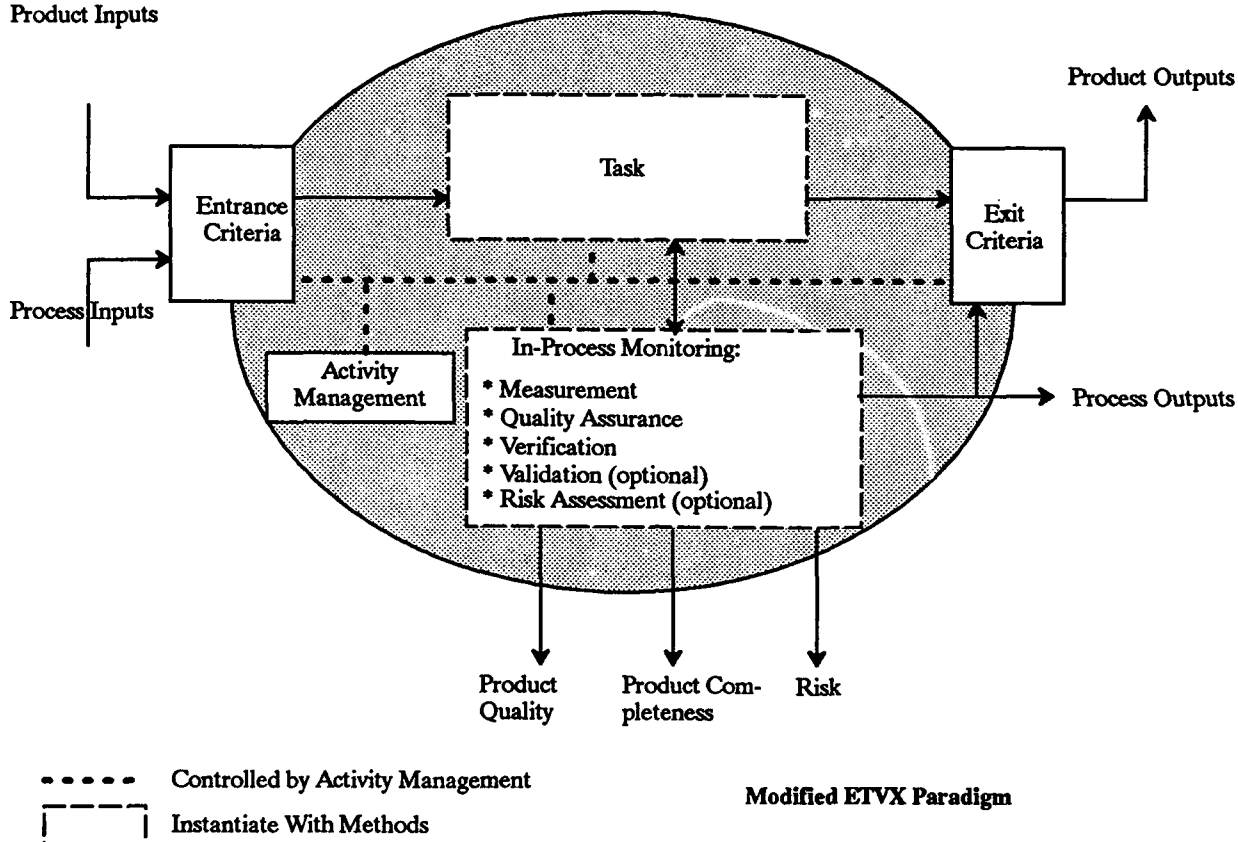 Product Inputs
Product Outputs
Task
Entrance
Criteria
Exit
Criteria
Process Inputs
In-Process Monitoring:
Activity
Management
* Measurement
* Quality Assurance
* Verification
* Validation (optional)
* Risk Assessment (optional)
Process Outputs
Product
Quality
Product Com-
pleteness
Risk
Controlled by Activity Management
Modified ETVX Paradigm
Instantiate With Methods